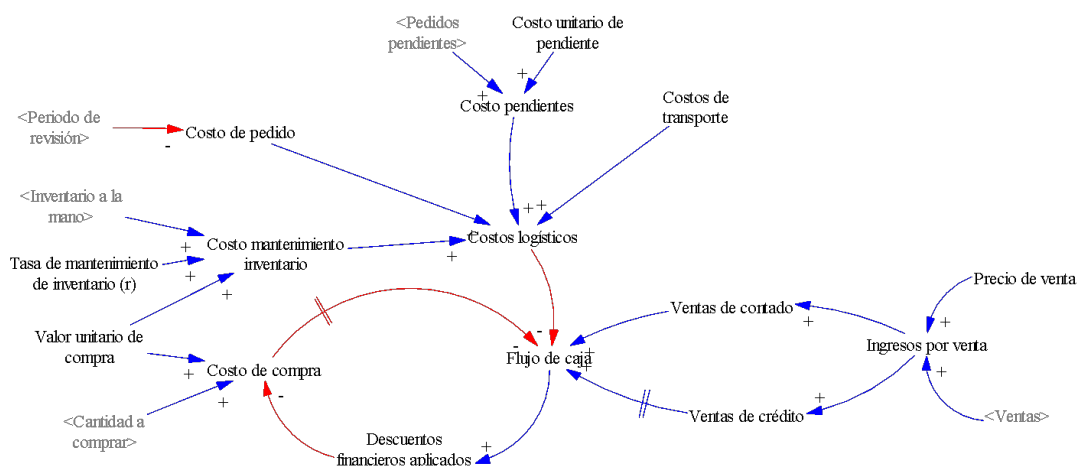 <Pedidos
pendientes>
Costo unitario de
pendiente
+
+
Costo pendientes
Costos de
transporte
<Periodo de
revisión>
-
Costo de pedido
<Inventario a la
mano>
+
+
+
Costo mantenimiento
inventario
Tasa de mantenimiento
de inventario (r)
+
+
+
+
Costos logísticos
Valor unitario de
compra
+
+
Costo de compra
-
<Cantidad a
comprar>
-
-
+
+
Flujo de caja
Descuentos
financieros aplicados
+
Ventas de contado
+
Ventas de crédito
+
Precio de venta
+
Ingresos por venta
+
<Ventas>